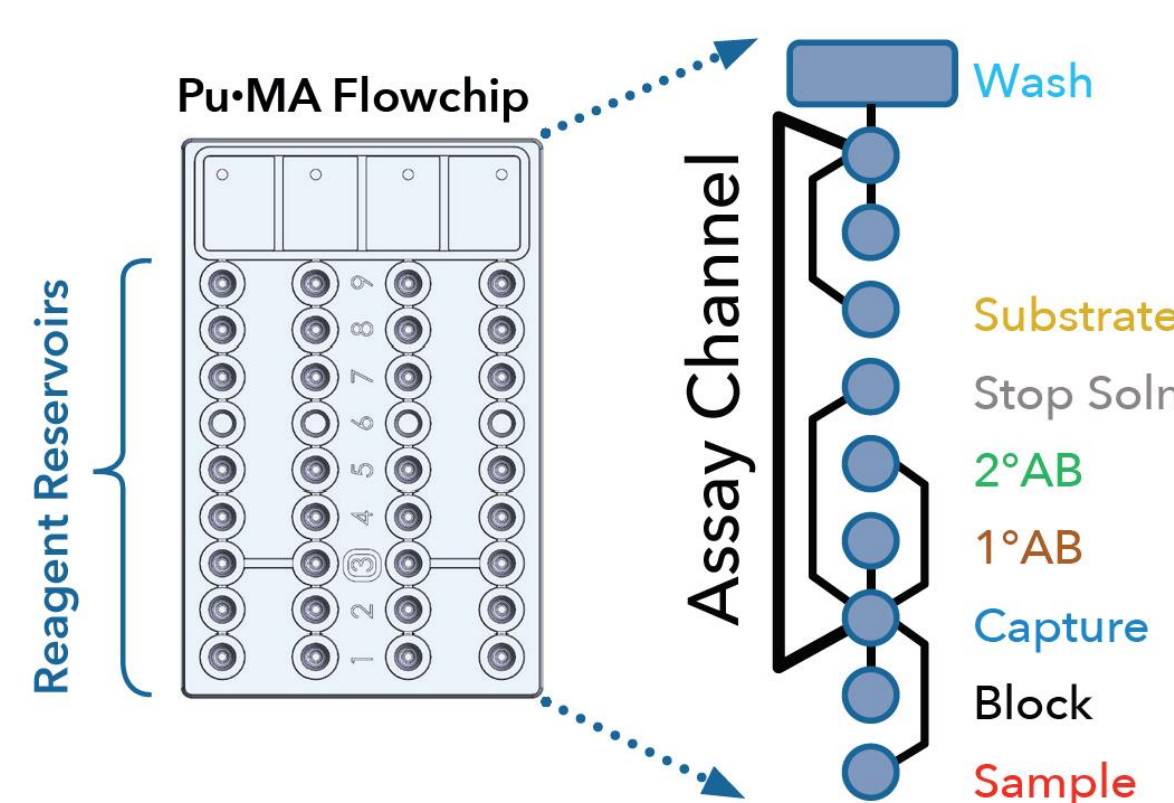 Pu•MA Flowchip
Reagent Reservoirs
9
8
7
6
5
4
3
2
1
Assay Channel
Wash
Substrate
Stop Soln
2°AB
1°AB
Capture
Block
Sample